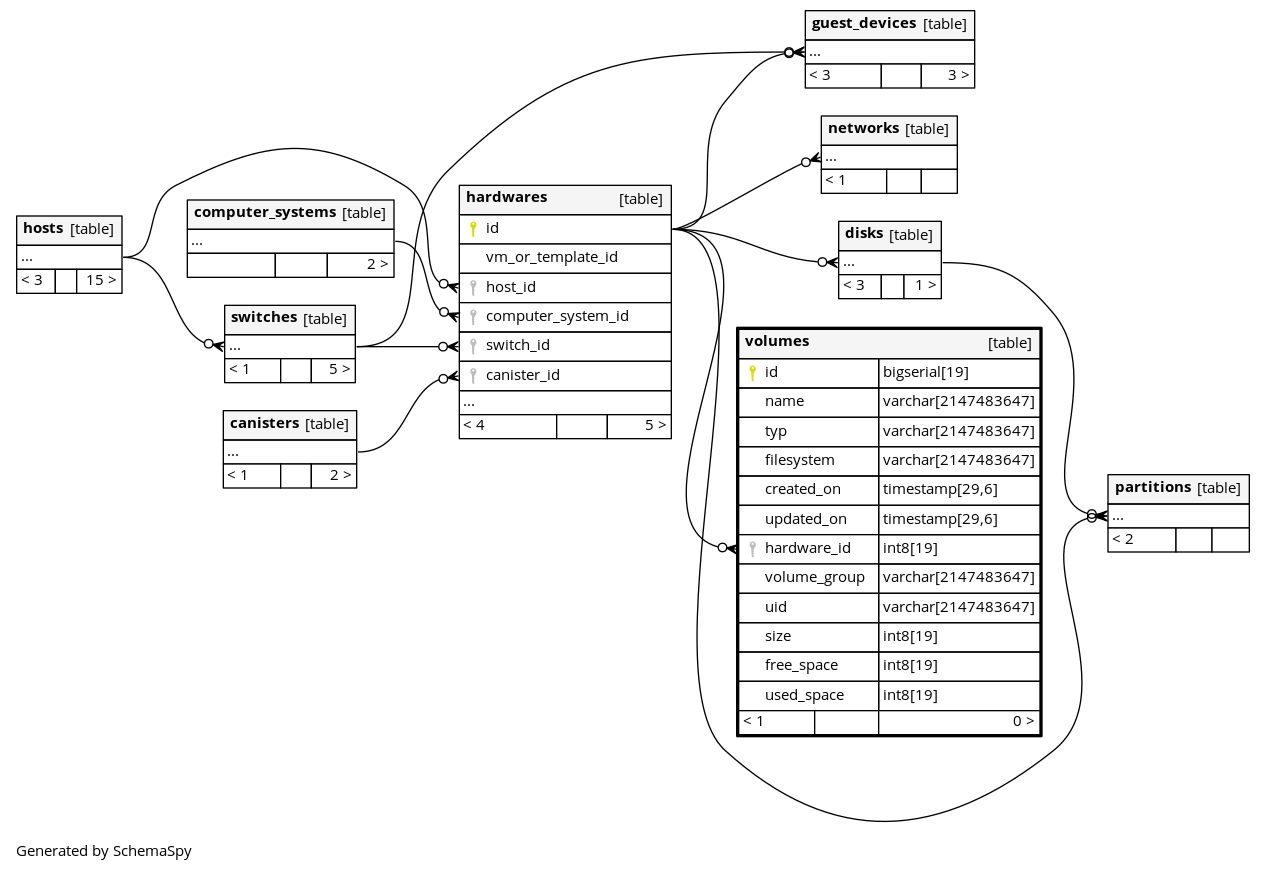 guest_devices [table]
...
< 3 3 >
networks [table]
...
< 1
disks [table]
...
< 3 1 >
hosts [table]
...
< 3 15 >
computer_systems [table]
...
2 >
switches [table]
...
< 1 5 >
canisters [table]
...
< 1 2 >
hardwares [table]
id
vm_or_template_id
host_id
computer_system_id
switch_id
canister_id
...
< 4 5 >
volumes [table]
id bigserial[19]
name varchar[2147483647]
typ varchar[2147483647]
filesystem varchar[2147483647]
created_on timestamp[29,6]
updated_on timestamp[29,6]
hardware_id int8[19]
volume_group varchar[2147483647]
uid varchar[2147483647]
size int8[19]
free_space int8[19]
used_space int8[19]
< 1 0 >
partitions [table]
...
< 2
Generated by SchemaSpy